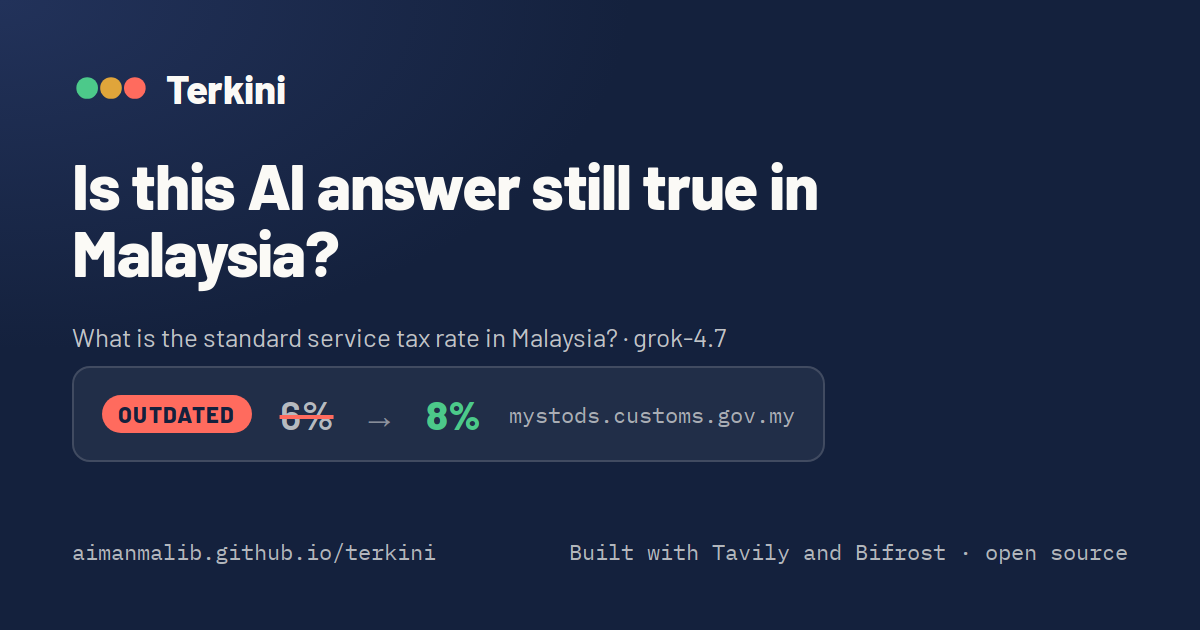 Terkini
Is this AI answer still true in
Malaysia?
What is the standard service tax rate in Malaysia? · grok-4.7
OUTDATED 6% → 8% mystods.customs.gov.my
aimanmalib.github.io/terkini Built with Tavily and Bifrost · open source